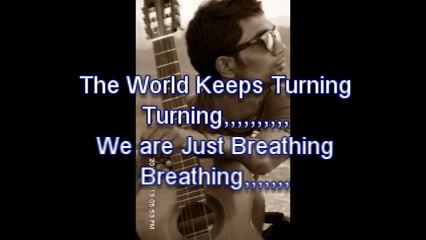 The World Keeps Turning
Turning,,,,,,,,,,
We are Just Breathing
Breathing,,,,,,,